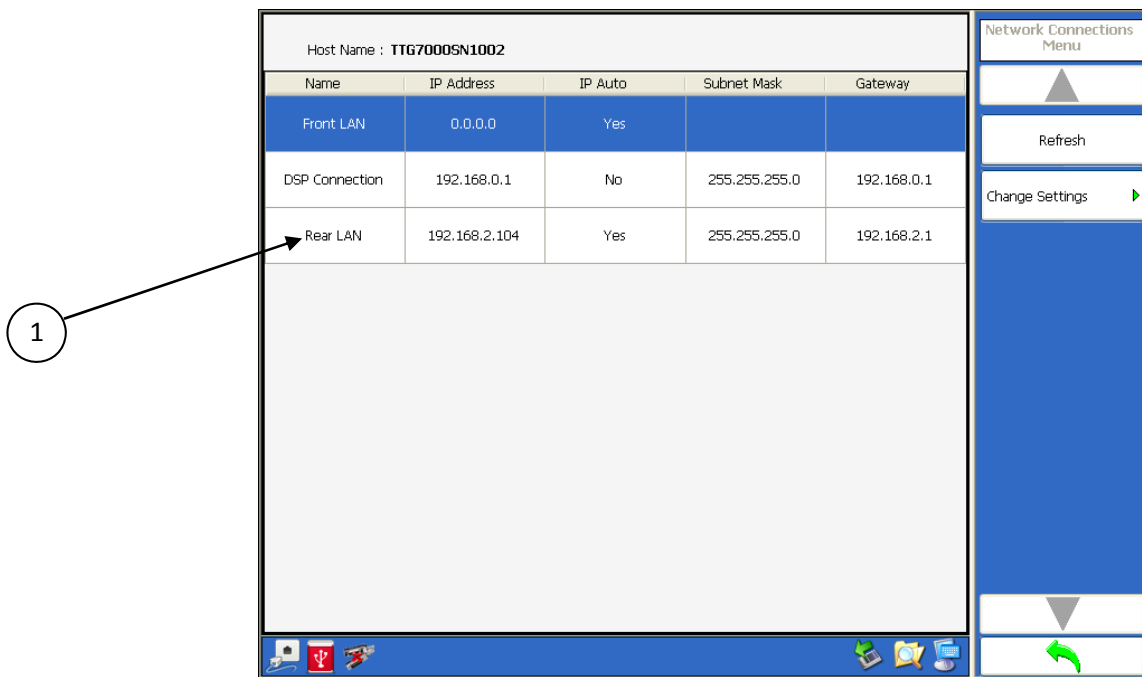 Network Connections
Menu
Host Name : TTG7000SN1002
Name IP Address IP Auto Subnet Mask Gateway
Front LAN 0.0.0.0 Yes
Refresh
DSP Connection 192.168.0.1 No 255.255.255.0 192.168.0.1
Change Settings
Rear LAN 192.168.2.104 Yes 255.255.255.0 192.168.2.1
1